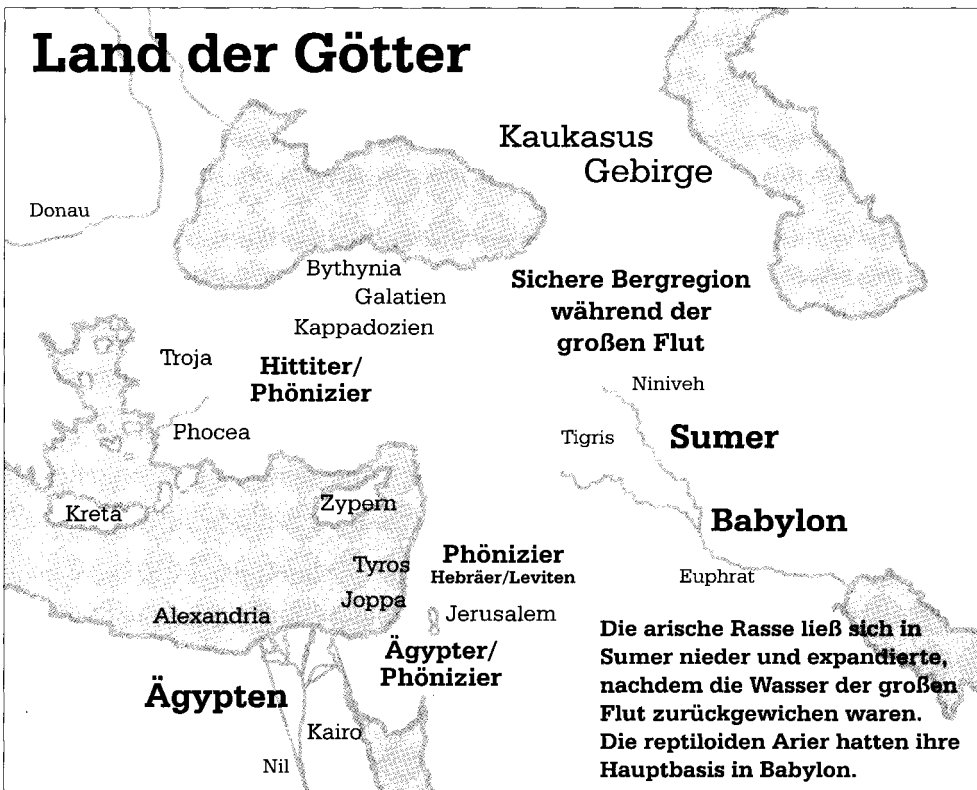 Land der Götter
Kaukasus
Gebirge
Donau
Bythynia
Galatien
Kappadozien
Sichere Bergregion
während der
großen Flut
Troja
Hittiter/
Phönizier
Niniveh
Phocea
Tigris
Sumer
Kreta
Zypern
Babylon
Tyros
Phönizier
Hebräer/Leviten
Euphrat
Joppa
Jerusalem
Alexandria
Ägypter/
Phönizier
Ägypten
Kairo
Nil
Die arische Rasse ließ sich in
Sumer nieder und expandierte,
nachdem die Wasser der großen
Flut zurückgewichen waren.
Die reptiloiden Arier hatten ihre
Hauptbasis in Babylon.